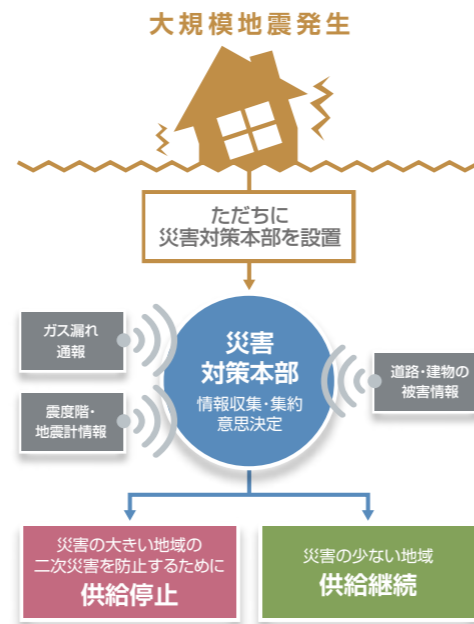 大規模地震発生
ただちに
災害対策本部を設置
ガス漏れ
通報
震度階・
地震計情報
災害
対策本部
情報収集・集約
意思決定
道路・建物の
被害情報
災害の大きい地域の
二次災害を防止するために
供給停止
災害の少ない地域
供給継続